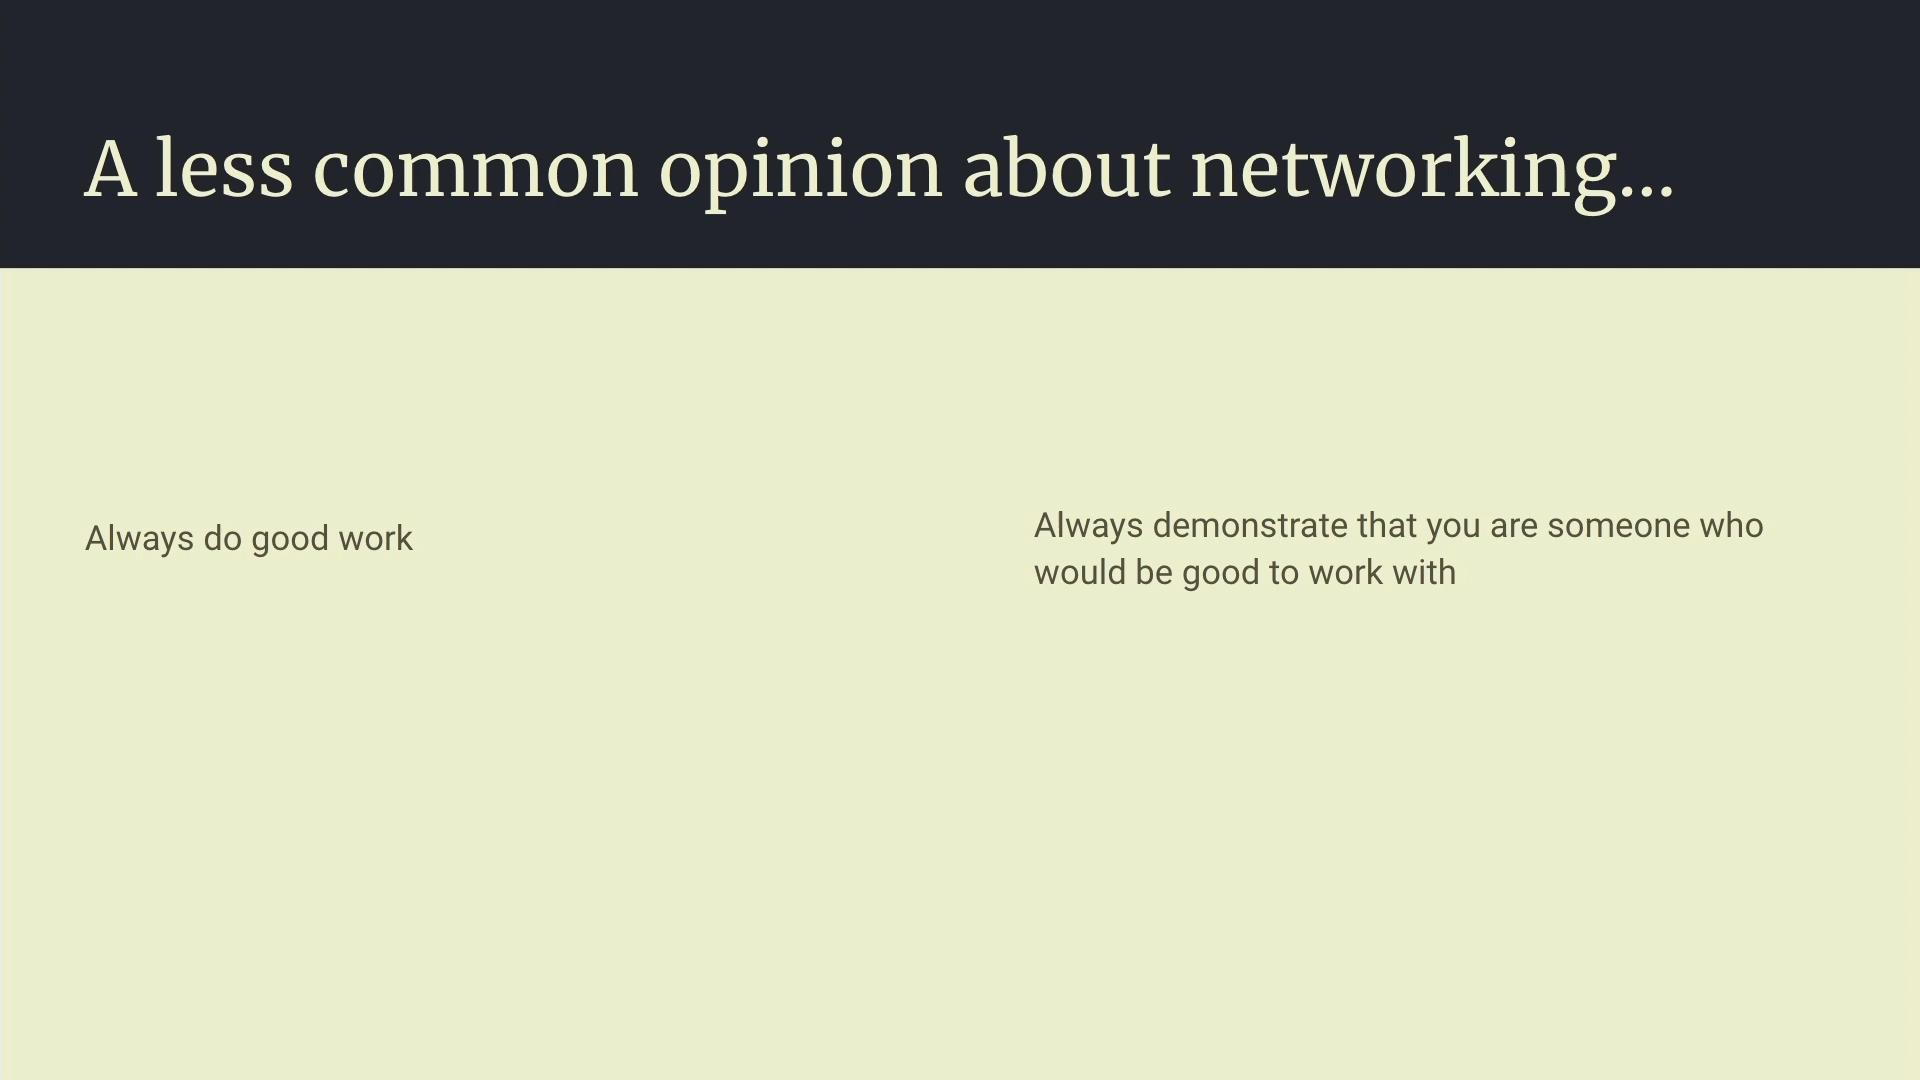 A less common opinion about networking...
Always do good work
Always demonstrate that you are someone who
would be good to work with